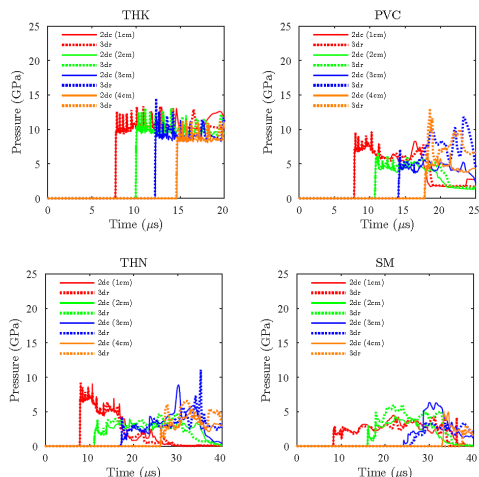 THK
25
20
15
10
5
0
Pressure (GPa)
2dc (1cm)
3dr
2dc (2cm)
3dr
2dc (3cm)
3dr
2dc (4cm)
3dr
0 5 10 15 20
Time (μs)
PVC
25
20
15
10
5
0
Pressure (GPa)
2dc (1cm)
3dr
2dc (2cm)
3dr
2dc (3cm)
3dr
2dc (4cm)
3dr
0 5 10 15 20 25
Time (μs)
THN
25
20
15
10
5
0
Pressure (GPa)
2dc (1cm)
3dr
2dc (2cm)
3dr
2dc (3cm)
3dr
2dc (4cm)
3dr
0 10 20 30 40
Time (μs)
SM
25
20
15
10
5
0
Pressure (GPa)
2dc (1cm)
3dr
2dc (2cm)
3dr
2dc (3cm)
3dr
2dc (4cm)
3dr
0 10 20 30 40
Time (μs)